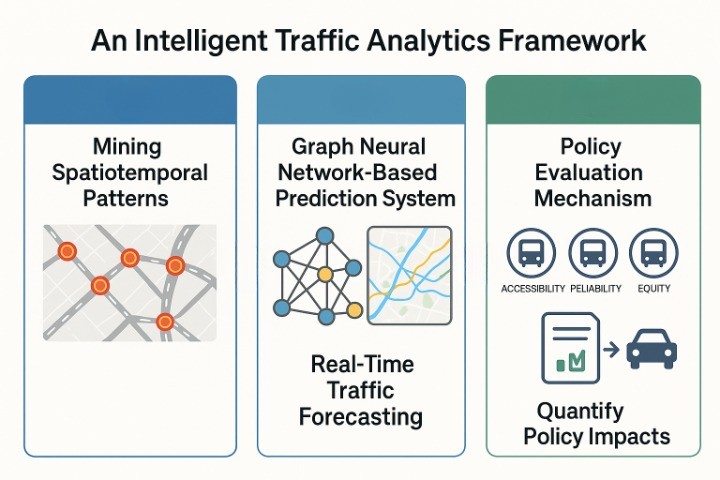 An Intelligent Traffic Analytics Framework
Mining
Spatiotemporal
Patterns
Graph Neural
Network-Based
Prediction System
Real-Time
Traffic
Forecasting
Policy
Evaluation
Mechanism
ACCESSIBILITY PELIABILITY EQUITY
Quantify
Policy Impacts